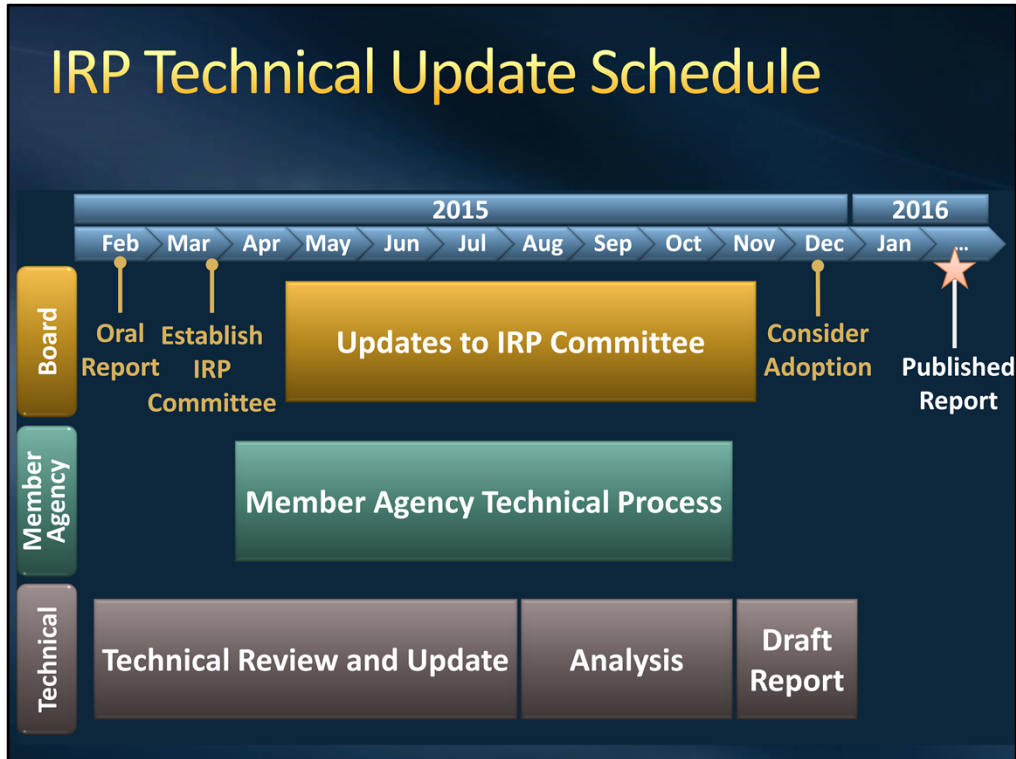 IRP Technical Update Schedule
2015 2016
Feb Mar Apr May Jun Jul Aug Sep Oct Nov Dec Jan ...
Board
Oral
Report
Establish
IRP
Committee
Updates to IRP Committee
Consider
Adoption
Published
Report
Member
Agency
Member Agency Technical Process
Technical
Technical Review and Update
Analysis
Draft
Report